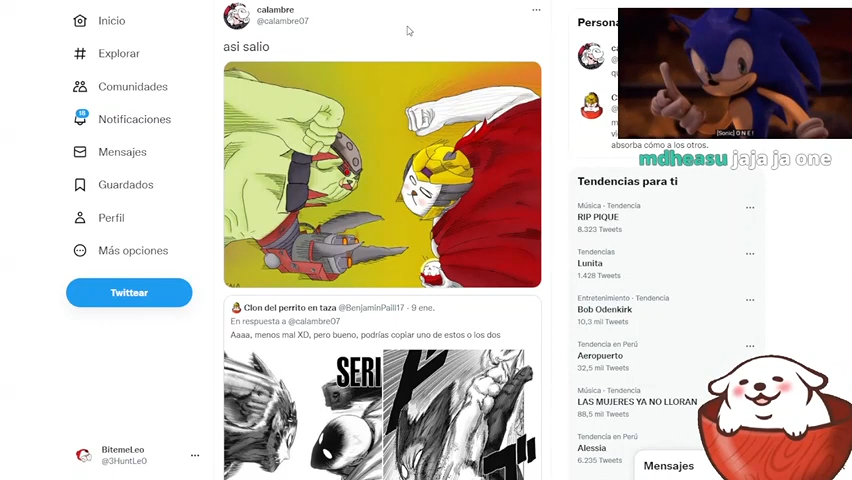 Inicio
Explorar
Comunidades
18
Notificaciones
Mensajes
Guardados
Perfil
Más opciones
Twittear
BitemeLeo
@3HuntLe0
calambre
@calambre07
asi salio
Clon del perrito en taza @BenjaminPaill17 · 9 ene.
En respuesta a @calambre07
Aaaa, menos mal XD, pero bueno, podrías copiar uno de estos o los dos
SERI
Persona
absorba cómo a los otros.
[Sonic] O N E !
mdheasu jaja ja one
Tendencias para ti
Música · Tendencia
RIP PIQUE
8.323 Tweets
Tendencias
Lunita
1.428 Tweets
Entretenimiento · Tendencia
Bob Odenkirk
10,3 mil Tweets
Tendencia en Perú
Aeropuerto
32,5 mil Tweets
Música · Tendencia
LAS MUJERES YA NO LLORAN
88,5 mil Tweets
Tendencia en Perú
Alessia
6.235 Tweets
Mensajes